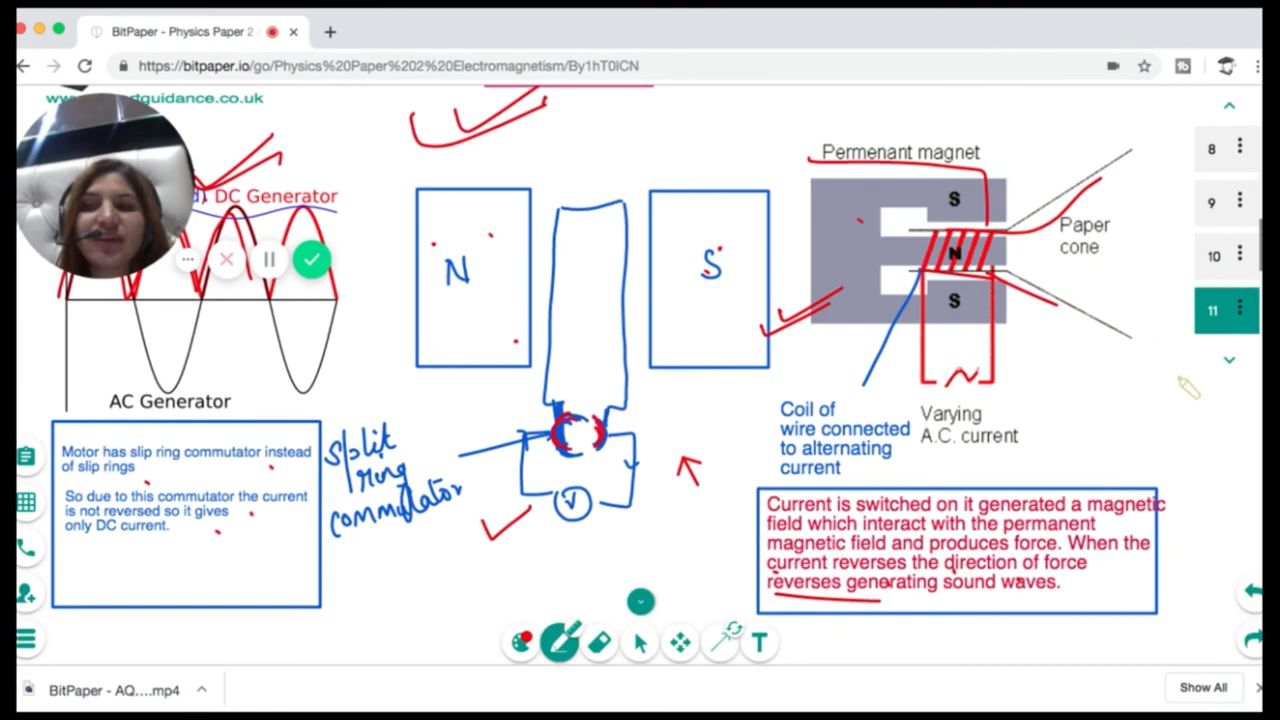 BitPaper - Physics Paper 2
https://bitpaper.io/go/Physics%20Paper%202%20Electromagnetism/By1hT0ICN
dguidance.co.uk
DC Generator
AC Generator
Motor has slip ring commutator instead
of slip rings
So due to this commutator the current
is not reversed so it gives
only DC current.
N
S
split
ring
commutator
V
Permenant magnet
S
N
S
Paper
cone
Coil of
wire connected
to alternating
current
Varying
A.C. current
Current is switched on it generated a magnetic
field which interact with the permanent
magnetic field and produces force. When the
current reverses the direction of force
reverses generating sound waves.
8
9
10
11
T
BitPaper - AQ....mp4
Show All